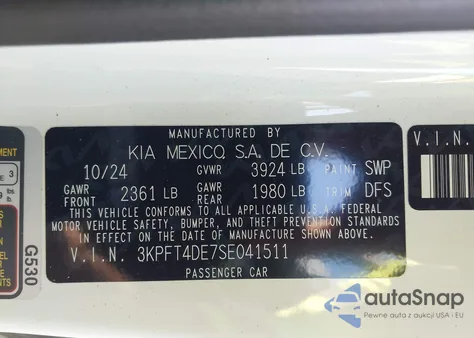 MANUFACTURED BY
KIA MEXICO, S.A. DE C.V.
10/24 GVWR 3924 LB PAINT SWP
GAWR FRONT 2361 LB GAWR REAR 1980 LB TRIM DFS
THIS VEHICLE CONFORMS TO ALL APPLICABLE U.S.A. FEDERAL
MOTOR VEHICLE SAFETY, BUMPER, AND THEFT PREVENTION STANDARDS
IN EFFECT ON THE DATE OF MANUFACTURE SHOWN ABOVE.
V.I.N. 3KPFT4DE7SE041511
PASSENGER CAR
V.I.N.
G530
3
autoSnap
Pewne auta z aukcji USA i EU